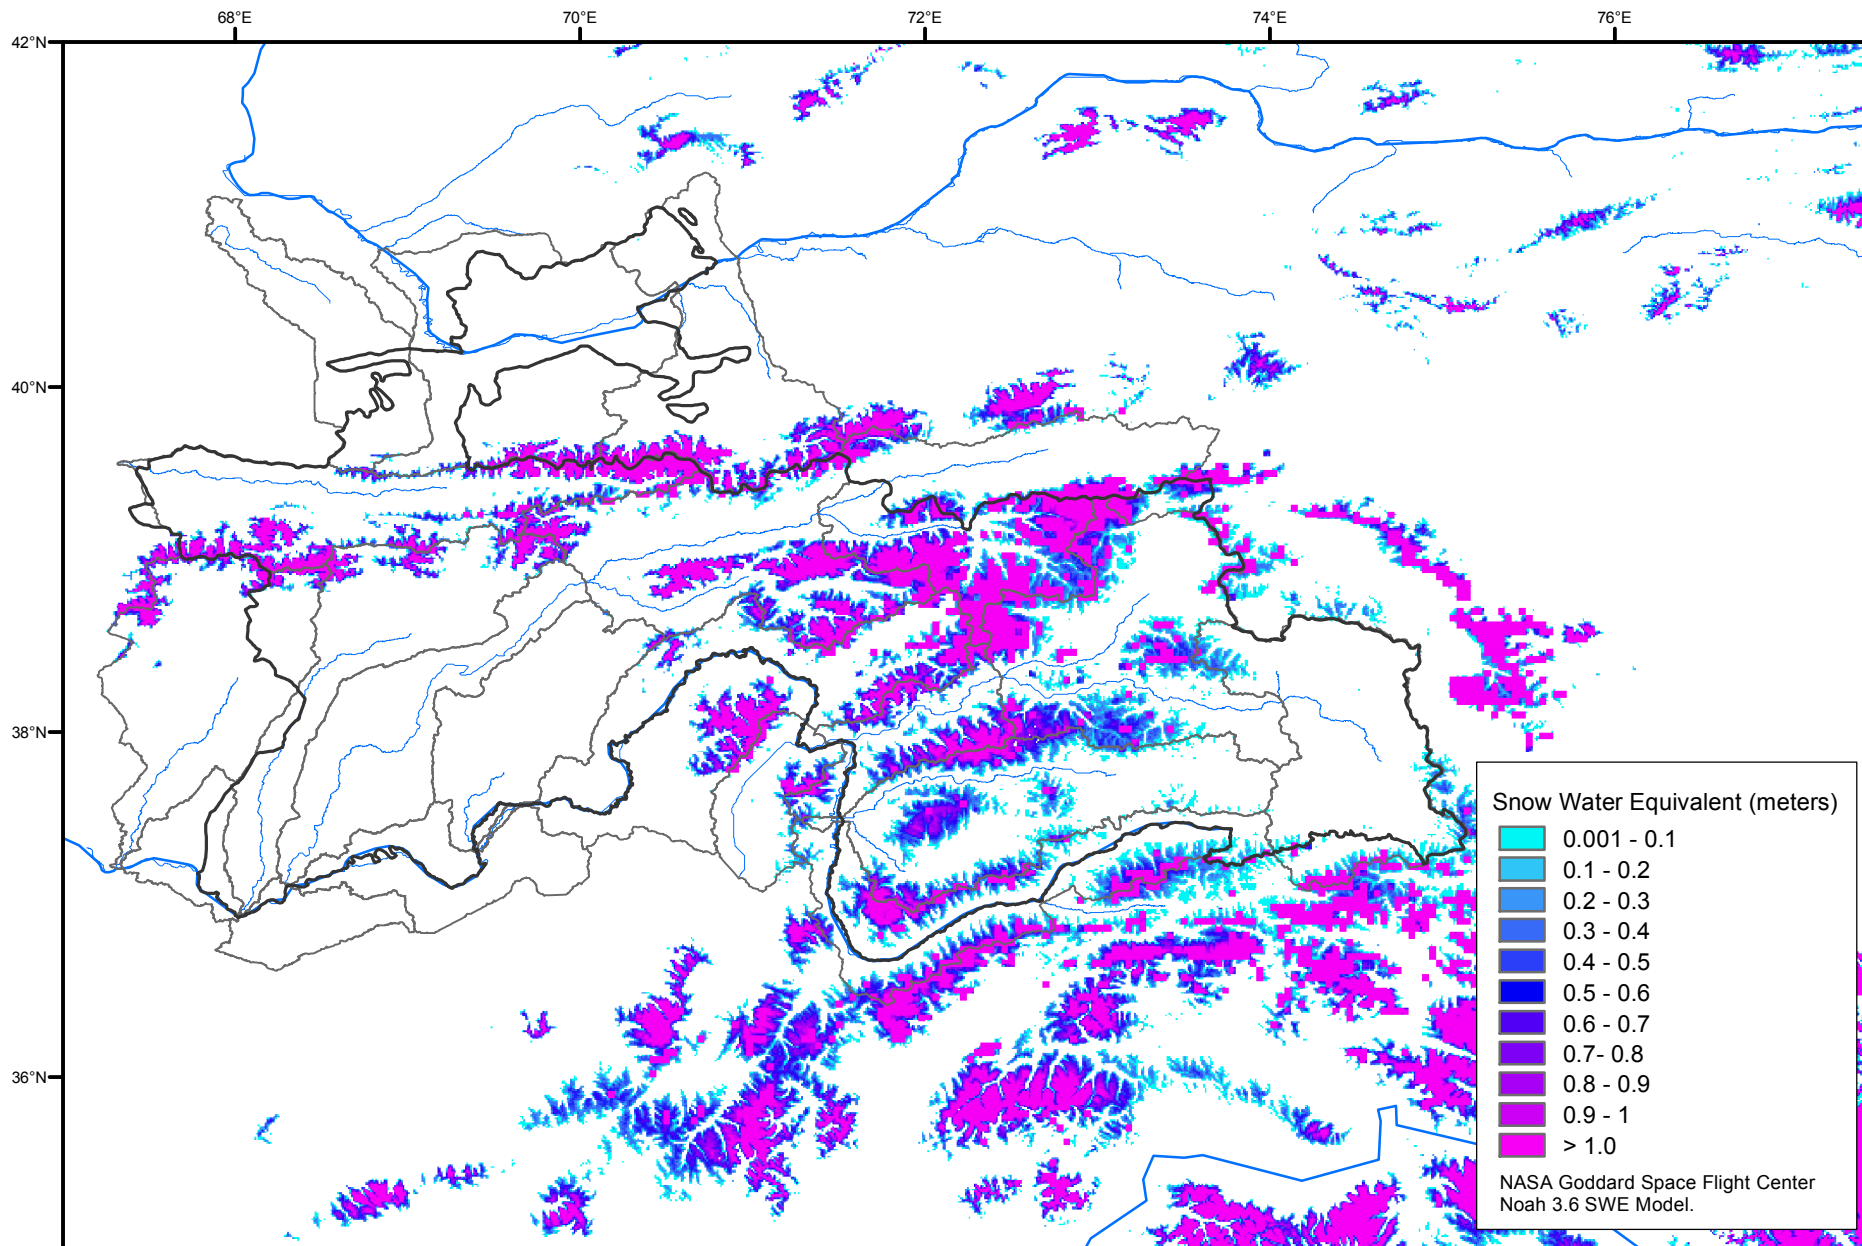 68°E 70°E 72°E 74°E 76°E
42°N
40°N
38°N
36°N
Snow Water Equivalent (meters)
0.001 - 0.1
0.1 - 0.2
0.2 - 0.3
0.3 - 0.4
0.4 - 0.5
0.5 - 0.6
0.6 - 0.7
0.7- 0.8
0.8 - 0.9
0.9 - 1
> 1.0
NASA Goddard Space Flight Center
Noah 3.6 SWE Model.